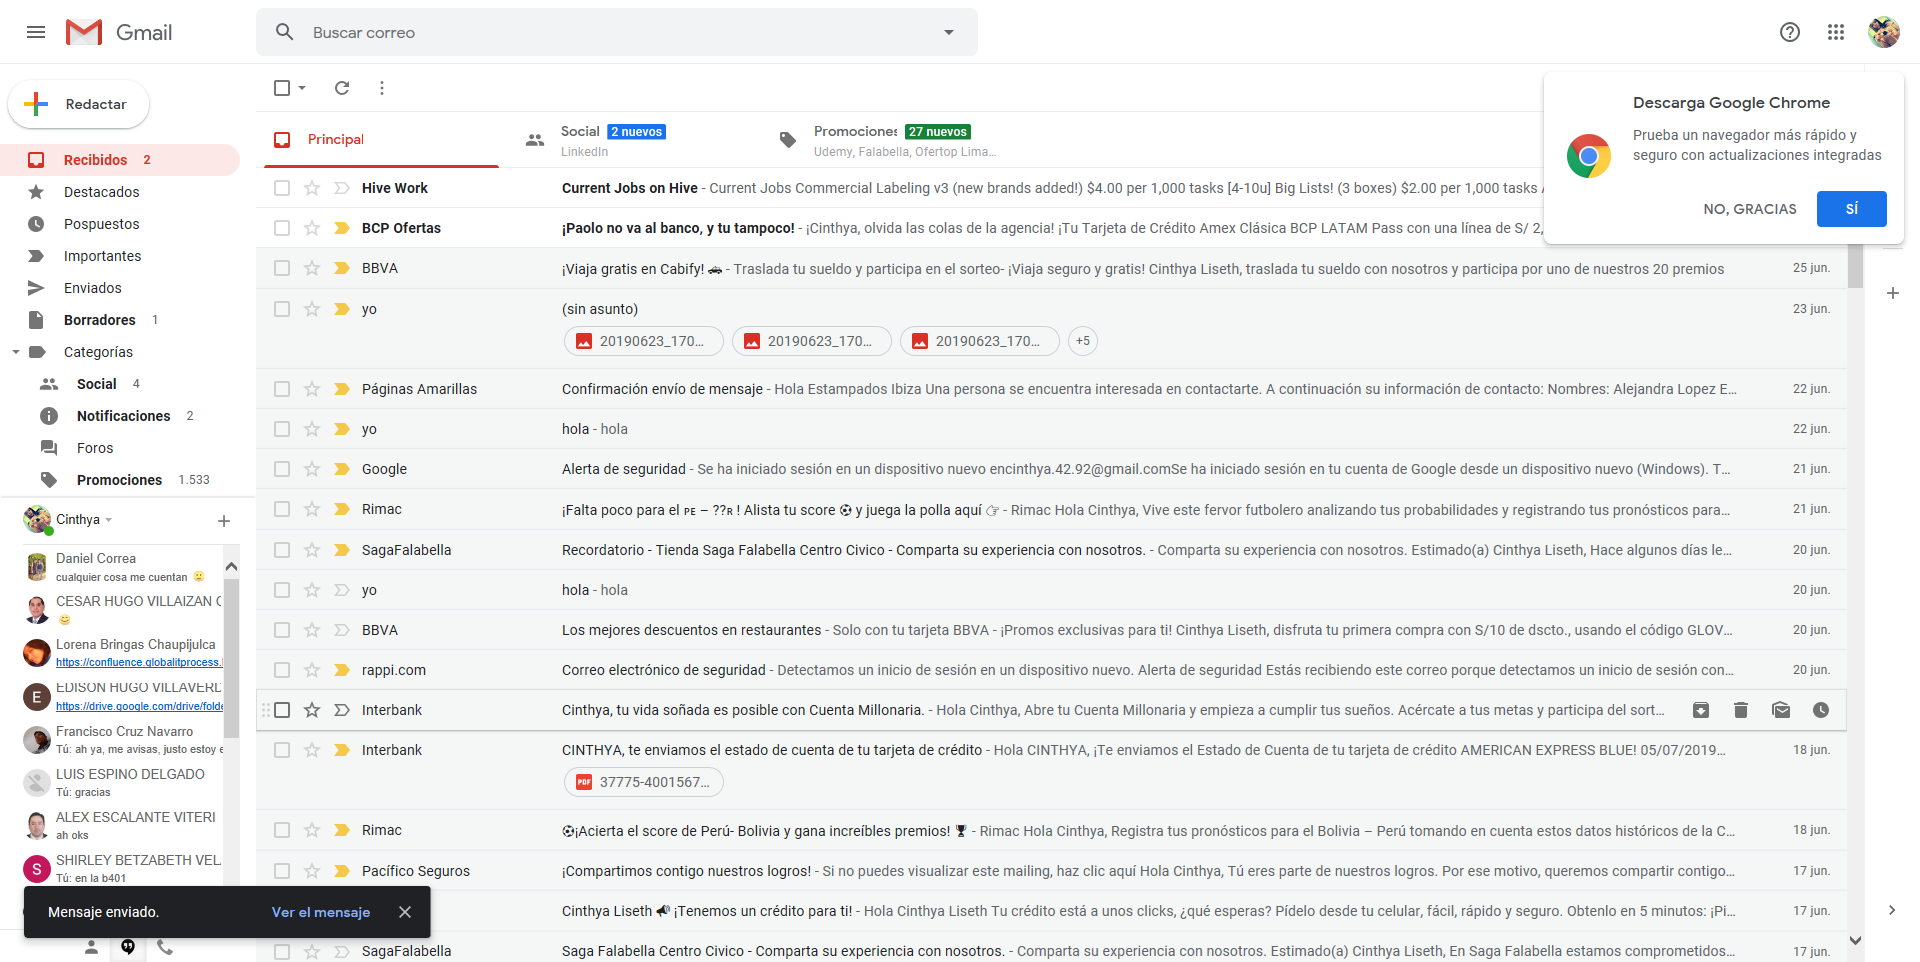 Gmail
Buscar correo
Redactar
Recibidos 2
Destacados
Pospuestos
Importantes
Enviados
Borradores 1
Categorías
Social 4
Notificaciones 2
Foros
Promociones 1.533
Cinthya
Daniel Correa
cualquier cosa me cuentan 🙂
CESAR HUGO VILLAIZAN
😊
Lorena Bringas Chaupijulca
https://confluence.globalitprocess.
EDISON HUGO VILLAVER
E
https://drive.google.com/drive/folde
Francisco Cruz Navarro
Tú: ah ya, me avisas, justo estoy e
LUIS ESPINO DELGADO
Tú: gracias
ALEX ESCALANTE VITERI
ah oks
SHIRLEY BETZABETH VEL
S
Tú: en la b401
Mensaje enviado. Ver el mensaje
Principal
Social 2 nuevos
LinkedIn
Promociones 27 nuevos
Udemy, Falabella, Ofertop Lima...
Descarga Google Chrome
Prueba un navegador más rápido y
seguro con actualizaciones integradas
NO, GRACIAS SÍ
Hive Work Current Jobs on Hive - Current Jobs Commercial Labeling v3 (new brands added!) $4.00 per 1,000 tasks [4-10u] Big Lists! (3 boxes) $2.00 per 1,000 tasks
BCP Ofertas ¡Paolo no va al banco, y tu tampoco! - ¡Cinthya, olvida las colas de la agencia! ¡Tu Tarjeta de Crédito Amex Clásica BCP LATAM Pass con una línea de S/ 2,
BBVA ¡Viaja gratis en Cabify! 🚓 - Traslada tu sueldo y participa en el sorteo- ¡Viaja seguro y gratis! Cinthya Liseth, traslada tu sueldo con nosotros y participa por uno de nuestros 20 premios 25 jun.
yo (sin asunto) 23 jun.
20190623_170... 20190623_170... 20190623_170... +5
Páginas Amarillas Confirmación envío de mensaje - Hola Estampados Ibiza Una persona se encuentra interesada en contactarte. A continuación su información de contacto: Nombres: Alejandra Lopez E... 22 jun.
yo hola - hola 22 jun.
Google Alerta de seguridad - Se ha iniciado sesión en un dispositivo nuevo encinthya.42.92@gmail.comSe ha iniciado sesión en tu cuenta de Google desde un dispositivo nuevo (Windows). T... 21 jun.
Rimac ¡Falta poco para el ᴘᴇ – ??ʀ ! Alista tu score ⚽ y juega la polla aquí 👉 - Rimac Hola Cinthya, Vive este fervor futbolero analizando tus probabilidades y registrando tus pronósticos para... 21 jun.
SagaFalabella Recordatorio - Tienda Saga Falabella Centro Civico - Comparta su experiencia con nosotros. - Comparta su experiencia con nosotros. Estimado(a) Cinthya Liseth, Hace algunos días le... 20 jun.
yo hola - hola 20 jun.
BBVA Los mejores descuentos en restaurantes - Solo con tu tarjeta BBVA - ¡Promos exclusivas para ti! Cinthya Liseth, disfruta tu primera compra con S/10 de dscto., usando el código GLOV... 20 jun.
rappi.com Correo electrónico de seguridad - Detectamos un inicio de sesión en un dispositivo nuevo. Alerta de seguridad Estás recibiendo este correo porque detectamos un inicio de sesión con... 20 jun.
Interbank Cinthya, tu vida soñada es posible con Cuenta Millonaria. - Hola Cinthya, Abre tu Cuenta Millonaria y empieza a cumplir tus sueños. Acércate a tus metas y participa del sort...
Interbank CINTHYA, te enviamos el estado de cuenta de tu tarjeta de crédito - Hola CINTHYA, ¡Te enviamos el Estado de Cuenta de tu tarjeta de crédito AMERICAN EXPRESS BLUE! 05/07/2019... 18 jun.
PDF 37775-4001567...
Rimac ⚽¡Acierta el score de Perú- Bolivia y gana increíbles premios! 🏆 - Rimac Hola Cinthya, Registra tus pronósticos para el Bolivia – Perú tomando en cuenta estos datos históricos de la C... 18 jun.
Pacífico Seguros ¡Compartimos contigo nuestros logros! - Si no puedes visualizar este mailing, haz clic aquí Hola Cinthya, Tú eres parte de nuestros logros. Por ese motivo, queremos compartir contigo... 17 jun.
Cinthya Liseth 📣 ¡Tenemos un crédito para ti! - Hola Cinthya Liseth Tu crédito está a unos clicks, ¿qué esperas? Pídelo desde tu celular, fácil, rápido y seguro. Obtenlo en 5 minutos: ¡Pi... 17 jun.
SagaFalabella Saga Falabella Centro Civico - Comparta su experiencia con nosotros. - Comparta su experiencia con nosotros. Estimado(a) Cinthya Liseth, En Saga Falabella estamos comprometidos... 17 jun.